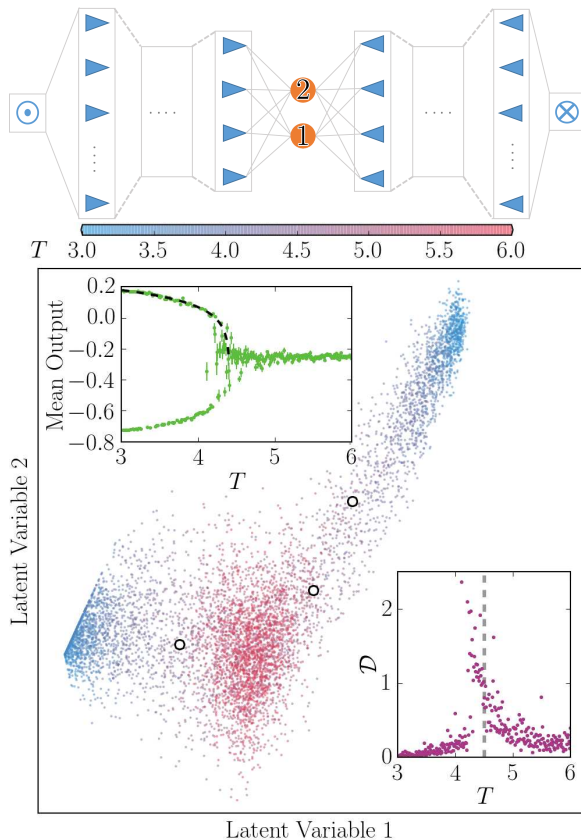 2
1
T
3.0 3.5 4.0 4.5 5.0 5.5 6.0
0.2
0.0
−0.2
−0.4
−0.6
−0.8
Mean Output
3 4 5 6
T
Latent Variable 2
2
1
0
𝒟
3 4 5 6
T
Latent Variable 1